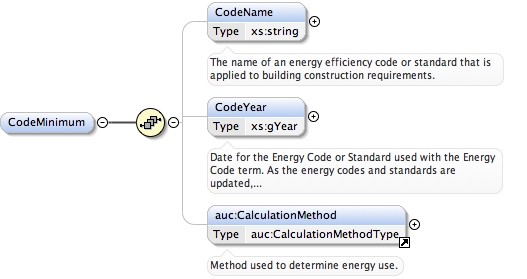 CodeName
Type xs:string
The name of an energy efficiency code or standard that is
applied to building construction requirements.
CodeMinimum
CodeYear
Type xs:gYear
Date for the Energy Code or Standard used with the Energy
Code term. As the energy codes and standards are
updated,...
auc:CalculationMethod
Type auc:CalculationMethodType
Method used to determine energy use.